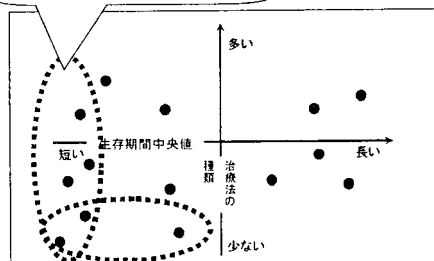 多い
生存期間中央値
短い
長い
治療法の
種類
少ない